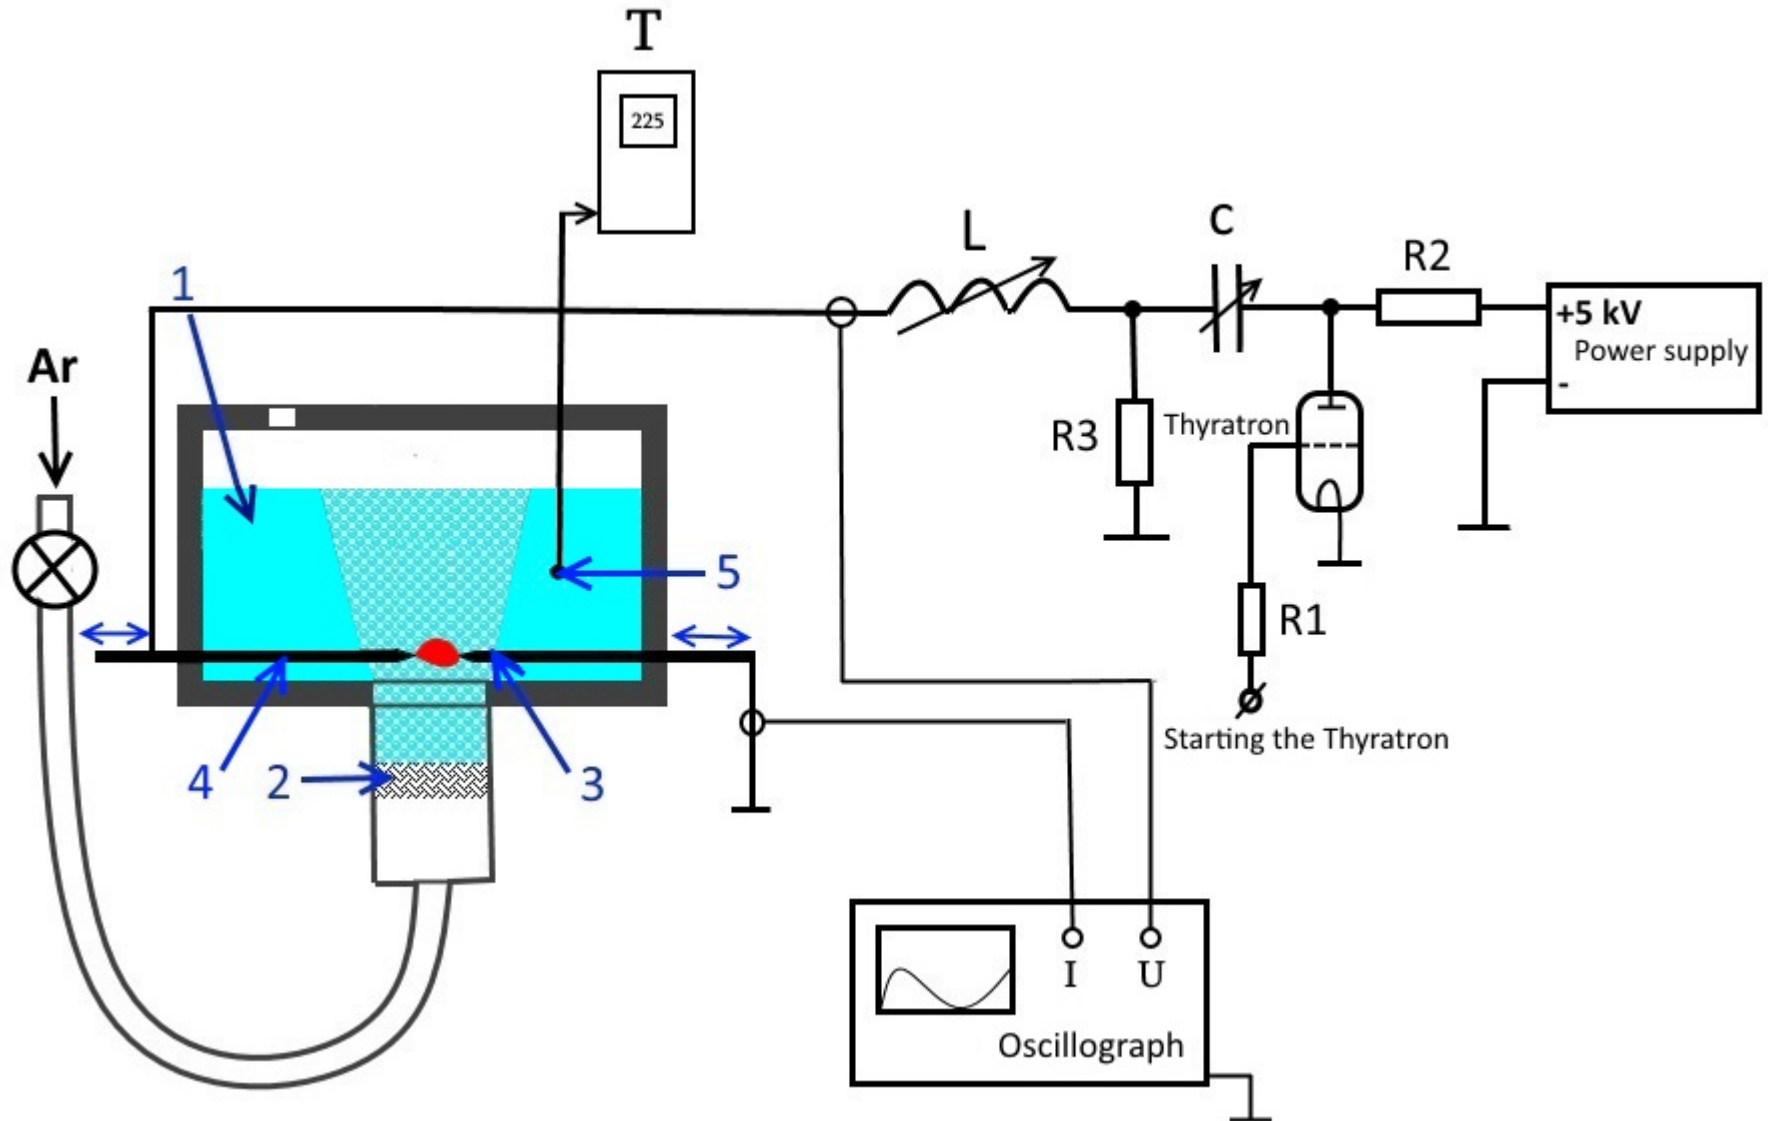 T
225
L
C
R2
+5 kV
Power supply
-
1
Ar
R3
Thyratron
5
R1
Starting the Thyratron
4
2
3
I
U
Oscillograph